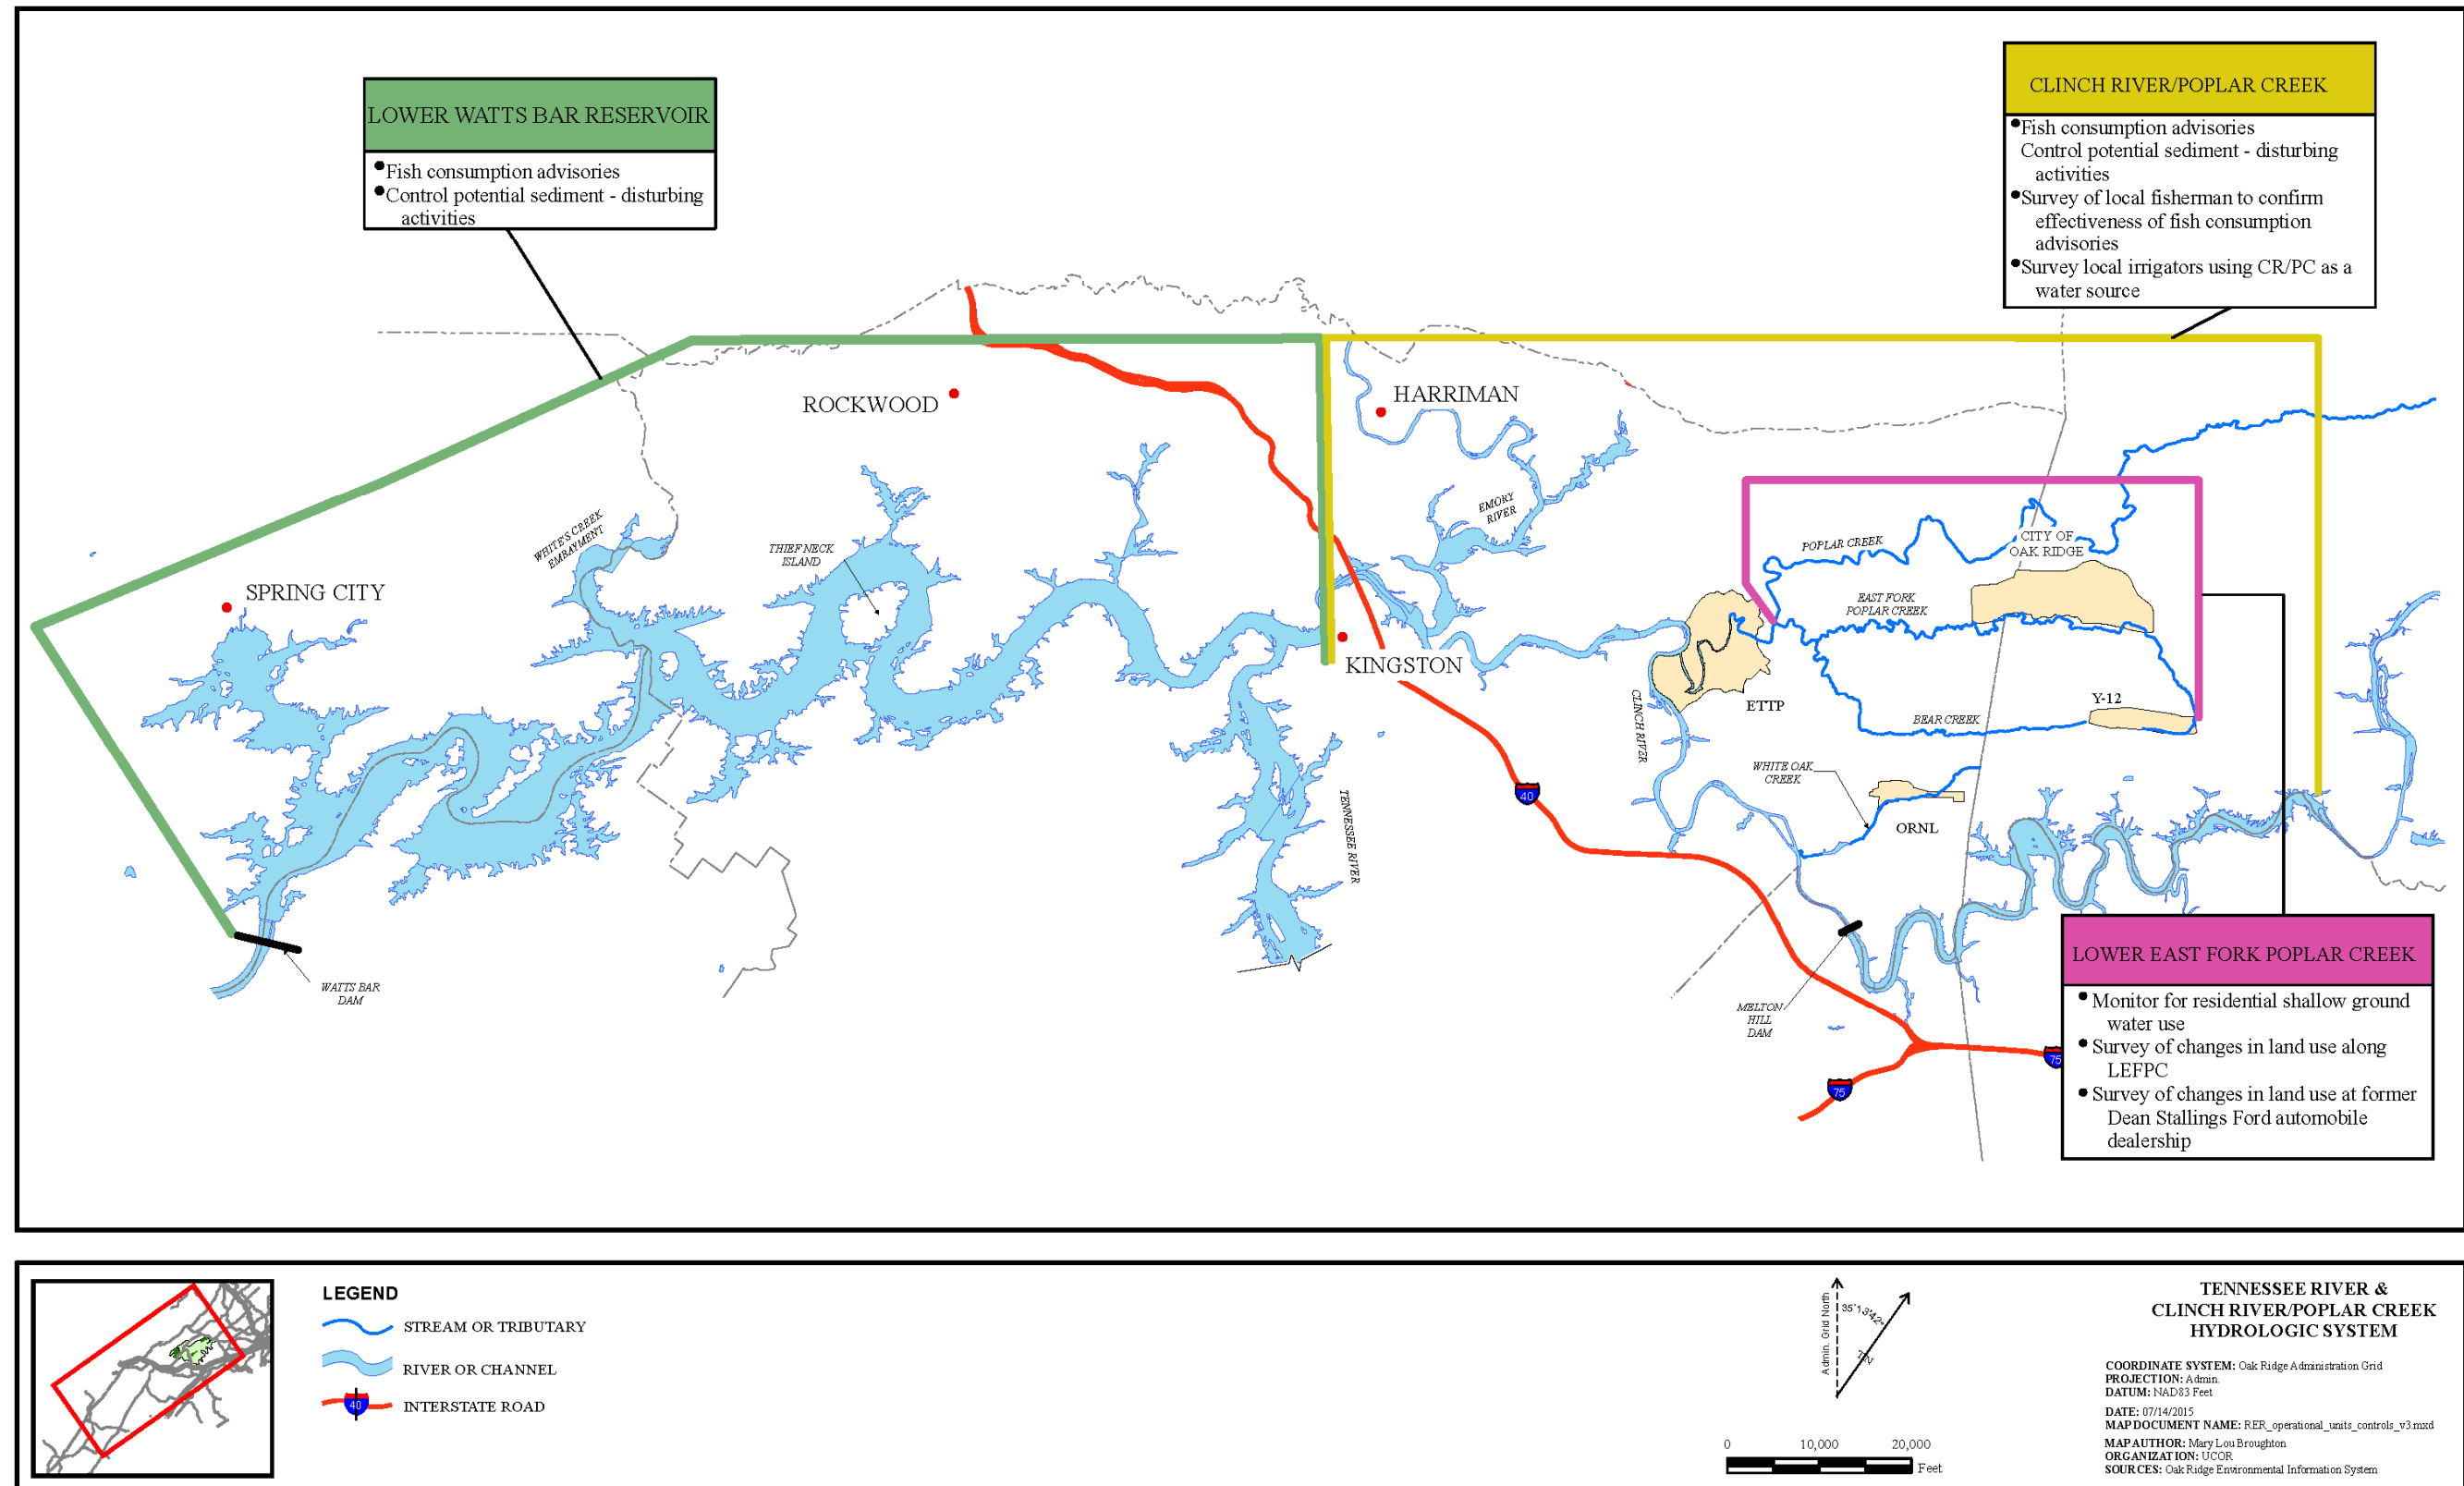 LOWER WATTS BAR RESERVOIR
●Fish consumption advisories
●Control potential sediment - disturbing
activities
CLINCH RIVER/POPLAR CREEK
●Fish consumption advisories
Control potential sediment - disturbing
activities
●Survey of local fisherman to confirm
effectiveness of fish consumption
advisories
●Survey local irrigators using CR/PC as a
water source
ROCKWOOD
HARRIMAN
EMORY
RIVER
WHITE'S CREEK
EMBAYMENT
THIEF NECK
ISLAND
SPRING CITY
POPLAR CREEK
CITY OF
OAK RIDGE
EAST FORK
POPLAR CREEK
KINGSTON
CLINCH RIVER
ETTP
Y-12
BEAR CREEK
WHITE OAK
CREEK
40
TENNESSEE RIVER
ORNL
WATTS BAR
DAM
MELTON
HILL
DAM
75
75
LOWER EAST FORK POPLAR CREEK
● Monitor for residential shallow ground
water use
● Survey of changes in land use along
LEFPC
● Survey of changes in land use at former
Dean Stallings Ford automobile
dealership
LEGEND
STREAM OR TRIBUTARY
RIVER OR CHANNEL
40
INTERSTATE ROAD
Admin. Grid North
35°13'42"
TN
0 10,000 20,000
Feet
TENNESSEE RIVER &
CLINCH RIVER/POPLAR CREEK
HYDROLOGIC SYSTEM
COORDINATE SYSTEM: Oak Ridge Administration Grid
PROJECTION: Admin.
DATUM: NAD83 Feet
DATE: 07/14/2015
MAP DOCUMENT NAME: RER_operational_units_controls_v3.mxd
MAP AUTHOR: Mary Lou Broughton
ORGANIZATION: UCOR
SOURCES: Oak Ridge Environmental Information System